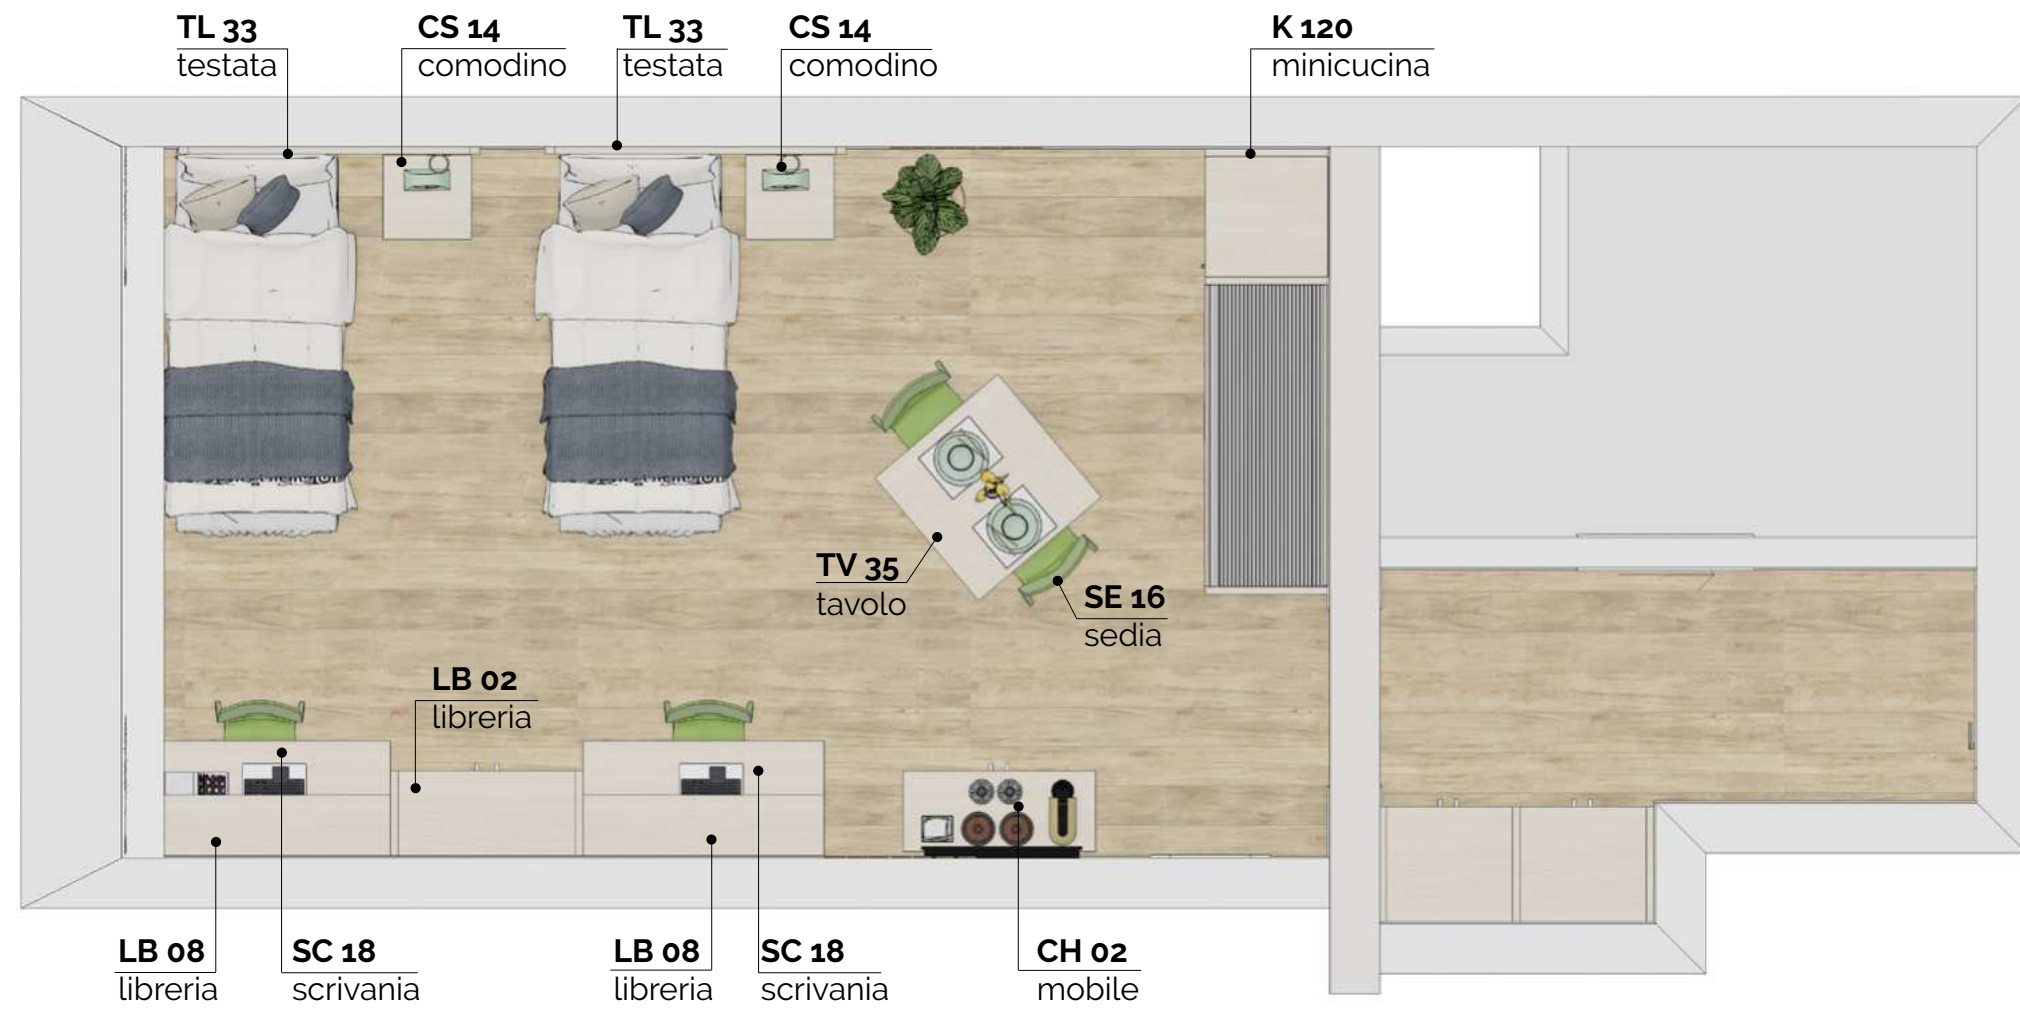 TL 33
testata
CS 14
comodino
TL 33
testata
CS 14
comodino
K 120
minicucina
TV 35
tavolo
SE 16
sedia
LB 02
libreria
LB 08
libreria
SC 18
scrivania
LB 08
libreria
SC 18
scrivania
CH 02
mobile